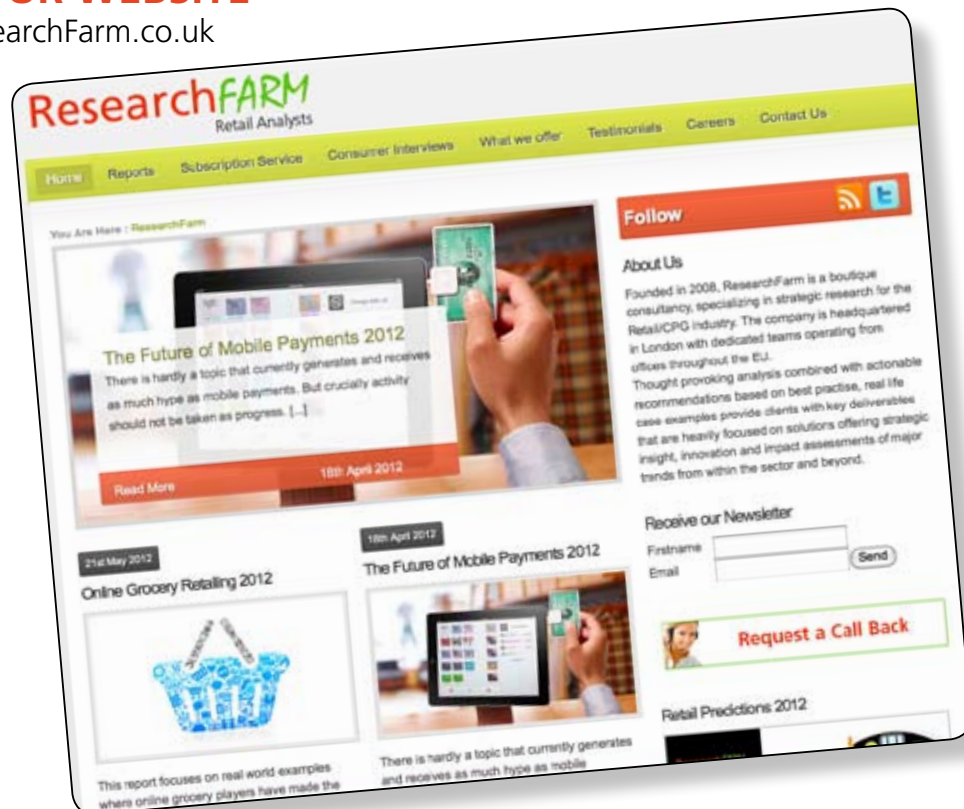 OUR WEBSITE
earchFarm.co.uk
ResearchFARM
Retail Analysts
Home Reports Subscription Service Consumer Interviews What we offer Testimonials Careers Contact Us
You Are Here : ResearchFarm
The Future of Mobile Payments 2012
There is hardly a topic that currently generates and receives
as much hype as mobile payments. But crucially activity
should not be taken as progress. [...]
Read More 18th April 2012
21st May 2012
Online Grocery Retailing 2012
This report focuses on real world examples
where online grocery players have made the
18th April 2012
The Future of Mobile Payments 2012
There is hardly a topic that currently generates
and receives as much hype as mobile
Follow
About Us
Founded in 2008, ResearchFarm is a boutique
consultancy, specializing in strategic research for the
Retail/CPG industry. The company is headquartered
in London with dedicated teams operating from
offices throughout the EU.
Thought provoking analysis combined with actionable
recommendations based on best practise, real life
case examples provide clients with key deliverables
that are heavily focused on solutions offering strategic
insight, innovation and impact assessments of major
trends from within the sector and beyond.
Receive our Newsletter
Firstname
Email
Send
Request a Call Back
Retail Predictions 2012